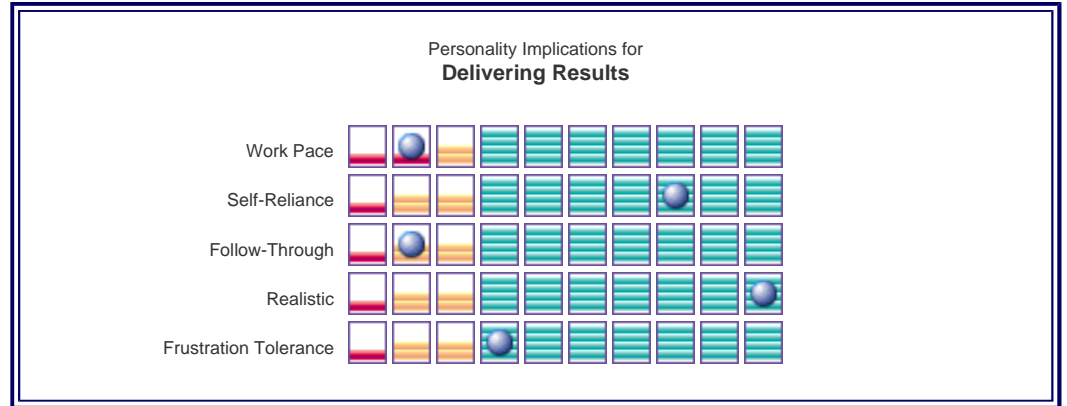 Personality Implications for
Delivering Results
Work Pace
Self-Reliance
Follow-Through
Realistic
Frustration Tolerance